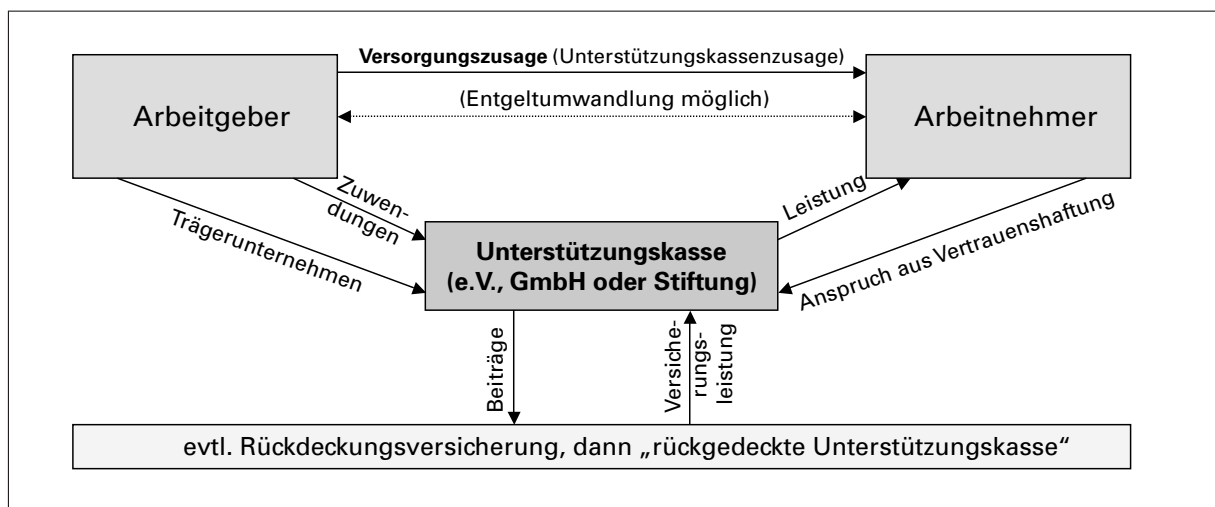 Versorgungszusage (Unterstützungskassenzusage)
Arbeitgeber
(Entgeltumwandlung möglich)
Arbeitnehmer
Zuwen-
dungen
Trägerunternehmen
Leistung
Anspruch aus Vertrauenshaftung
Unterstützungskasse
(e.V., GmbH oder Stiftung)
Beiträge
Versiche-
rungs-
leistung
evtl. Rückdeckungsversicherung, dann „rückgedeckte Unterstützungskasse“